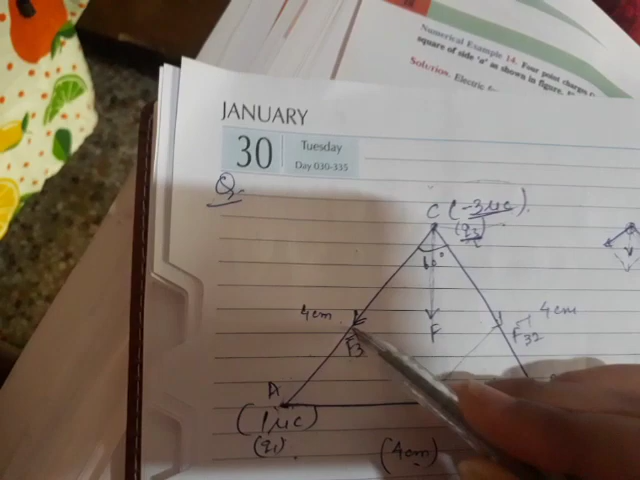 Numerical Example 14. Four point charges
square of side 'a' as shown in figure.
Solution. Electric
JANUARY
30
Tuesday
Day 030-335
Q.
C (-3μc).
(q3)
60°
4cm
4cm
F3
F
F32
A
(1μc)
(q1).
(4cm)